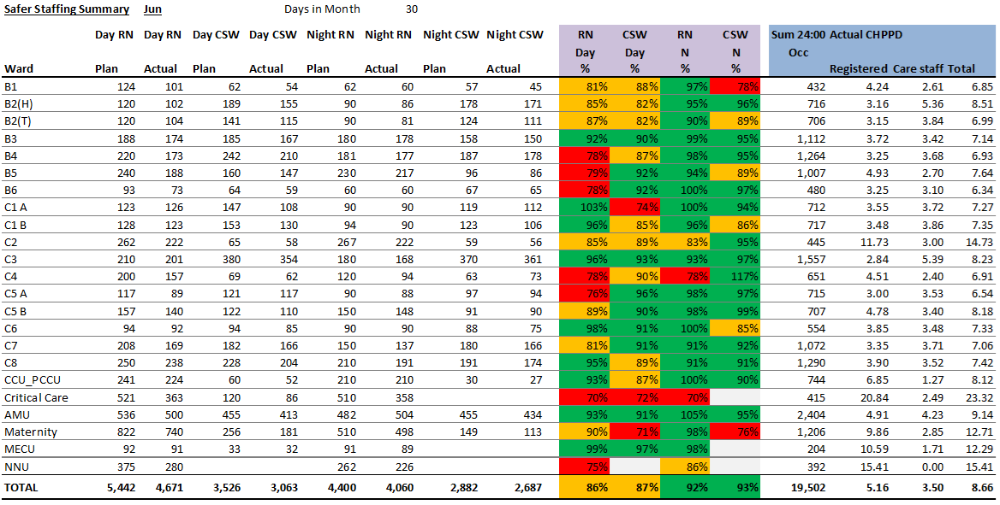 Safer Staffing Summary Jun Days in Month 30
Day RN Day RN Day CSW Day CSW Night RN Night RN Night CSW Night CSW RN CSW RN CSW Sum 24:00 Actual CHPPD
Day Day N N Occ
Ward Plan Actual Plan Actual Plan Actual Plan Actual % % % % Registered Care staff Total
B1 124 101 62 54 62 60 57 45 81% 88% 97% 78% 432 4.24 2.61 6.85
B2(H) 120 102 189 155 90 86 178 171 85% 82% 95% 96% 716 3.16 5.36 8.51
B2(T) 120 104 141 115 90 81 124 111 87% 82% 90% 89% 706 3.15 3.84 6.99
B3 188 174 185 167 180 178 158 150 92% 90% 99% 95% 1,112 3.72 3.42 7.14
B4 220 173 242 210 181 177 187 178 78% 87% 98% 95% 1,264 3.25 3.68 6.93
B5 240 188 160 147 230 217 96 86 79% 92% 94% 89% 1,007 4.93 2.70 7.64
B6 93 73 64 59 60 60 67 65 78% 92% 100% 97% 480 3.25 3.10 6.34
C1 A 123 126 147 108 90 90 119 112 103% 74% 100% 94% 712 3.55 3.72 7.27
C1 B 128 123 153 130 94 90 123 106 96% 85% 96% 86% 717 3.48 3.86 7.35
C2 262 222 65 58 267 222 59 56 85% 89% 83% 95% 445 11.73 3.00 14.73
C3 210 201 380 354 180 168 370 361 96% 93% 93% 97% 1,557 2.84 5.39 8.23
C4 200 157 69 62 120 94 63 73 78% 90% 78% 117% 651 4.51 2.40 6.91
C5 A 117 89 121 117 90 88 97 94 76% 96% 98% 97% 715 3.00 3.53 6.54
C5 B 157 140 122 110 150 148 91 90 89% 90% 98% 99% 707 4.78 3.40 8.18
C6 94 92 94 85 90 90 88 75 98% 91% 100% 85% 554 3.85 3.48 7.33
C7 208 169 182 166 150 137 180 166 81% 91% 91% 92% 1,072 3.35 3.71 7.06
C8 250 238 228 204 210 191 191 174 95% 89% 91% 91% 1,290 3.90 3.52 7.42
CCU_PCCU 241 224 60 52 210 210 30 27 93% 87% 100% 90% 744 6.85 1.27 8.12
Critical Care 521 363 120 86 510 358 70% 72% 70% 415 20.84 2.49 23.32
AMU 536 500 455 413 482 504 455 434 93% 91% 105% 95% 2,404 4.91 4.23 9.14
Maternity 822 740 256 181 510 498 149 113 90% 71% 98% 76% 1,206 9.86 2.85 12.71
MECU 92 91 33 32 91 89 99% 97% 98% 204 10.59 1.71 12.29
NNU 375 280 262 226 75% 86% 392 15.41 0.00 15.41
TOTAL 5,442 4,671 3,526 3,063 4,400 4,060 2,882 2,687 86% 87% 92% 93% 19,502 5.16 3.50 8.66